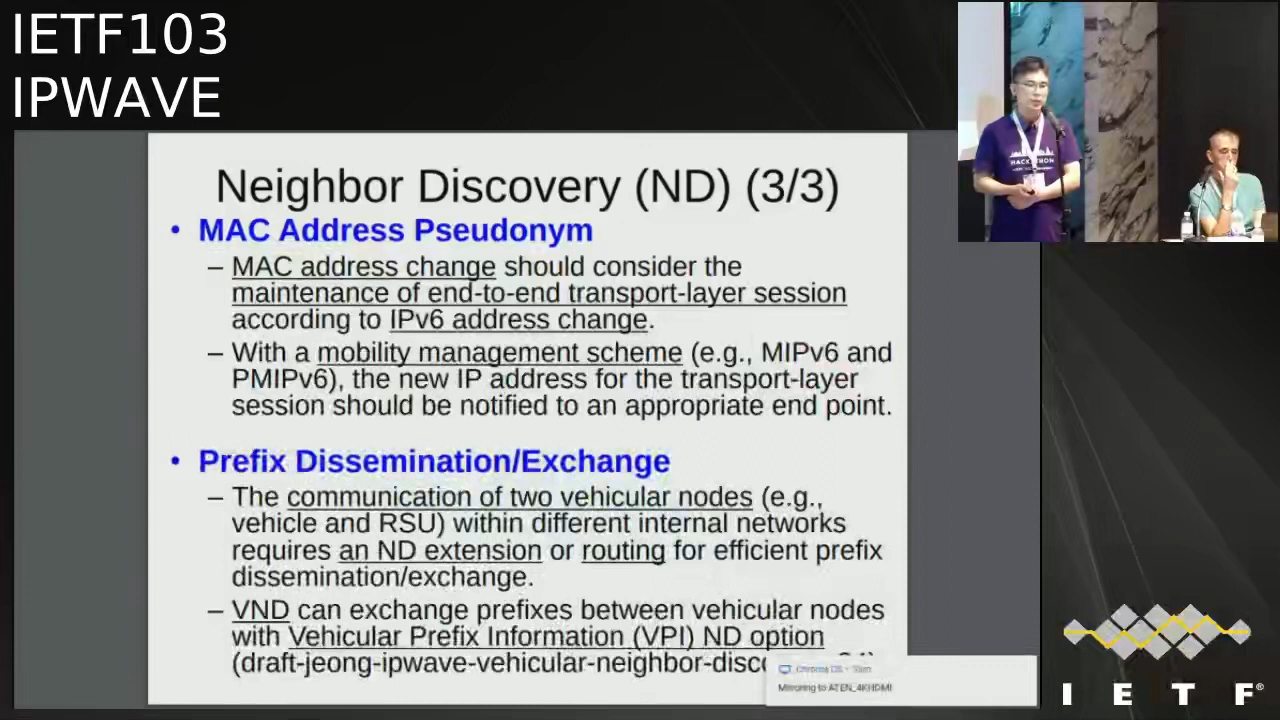 IETF103
IPWAVE
Neighbor Discovery (ND) (3/3)
• MAC Address Pseudonym
– MAC address change should consider the
maintenance of end-to-end transport-layer session
according to IPv6 address change.
– With a mobility management scheme (e.g., MIPv6 and
PMIPv6), the new IP address for the transport-layer
session should be notified to an appropriate end point.
• Prefix Dissemination/Exchange
– The communication of two vehicular nodes (e.g.,
vehicle and RSU) within different internal networks
requires an ND extension or routing for efficient prefix
dissemination/exchange.
– VND can exchange prefixes between vehicular nodes
with Vehicular Prefix Information (VPI) ND option
(draft-jeong-ipwave-vehicular-neighbor-disco
Chrome OS •
Mirroring to ATEN_4KHDMI
HACKATHON
IETF®